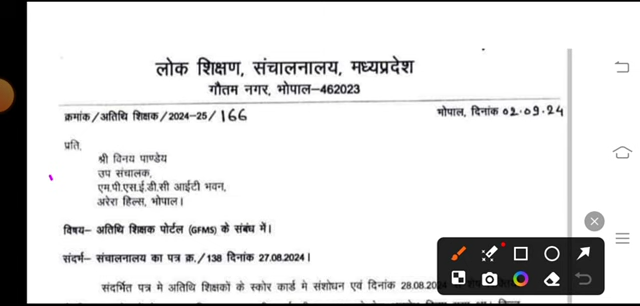 लोक शिक्षण, संचालनालय, मध्यप्रदेश
गौतम नगर, भोपाल–462023
क्रमांक/अतिथि शिक्षक/2024-25/166 भोपाल, दिनांक 02.09.24
प्रति,
श्री विनय पाण्डेय
उप संचालक,
एम.पी.एस.ई.डी.सी आईटी भवन,
अरेरा हिल्स, भोपाल।
विषय– अतिथि शिक्षक पोर्टल (GFMS) के संबंध में।
संदर्भ– संचालनालय का पत्र क्र./138 दिनांक 27.08.2024।
संदर्भित पत्र मे अतिथि शिक्षकों के स्कोर कार्ड मे संशोधन एवं दिनांक 28.08.2024